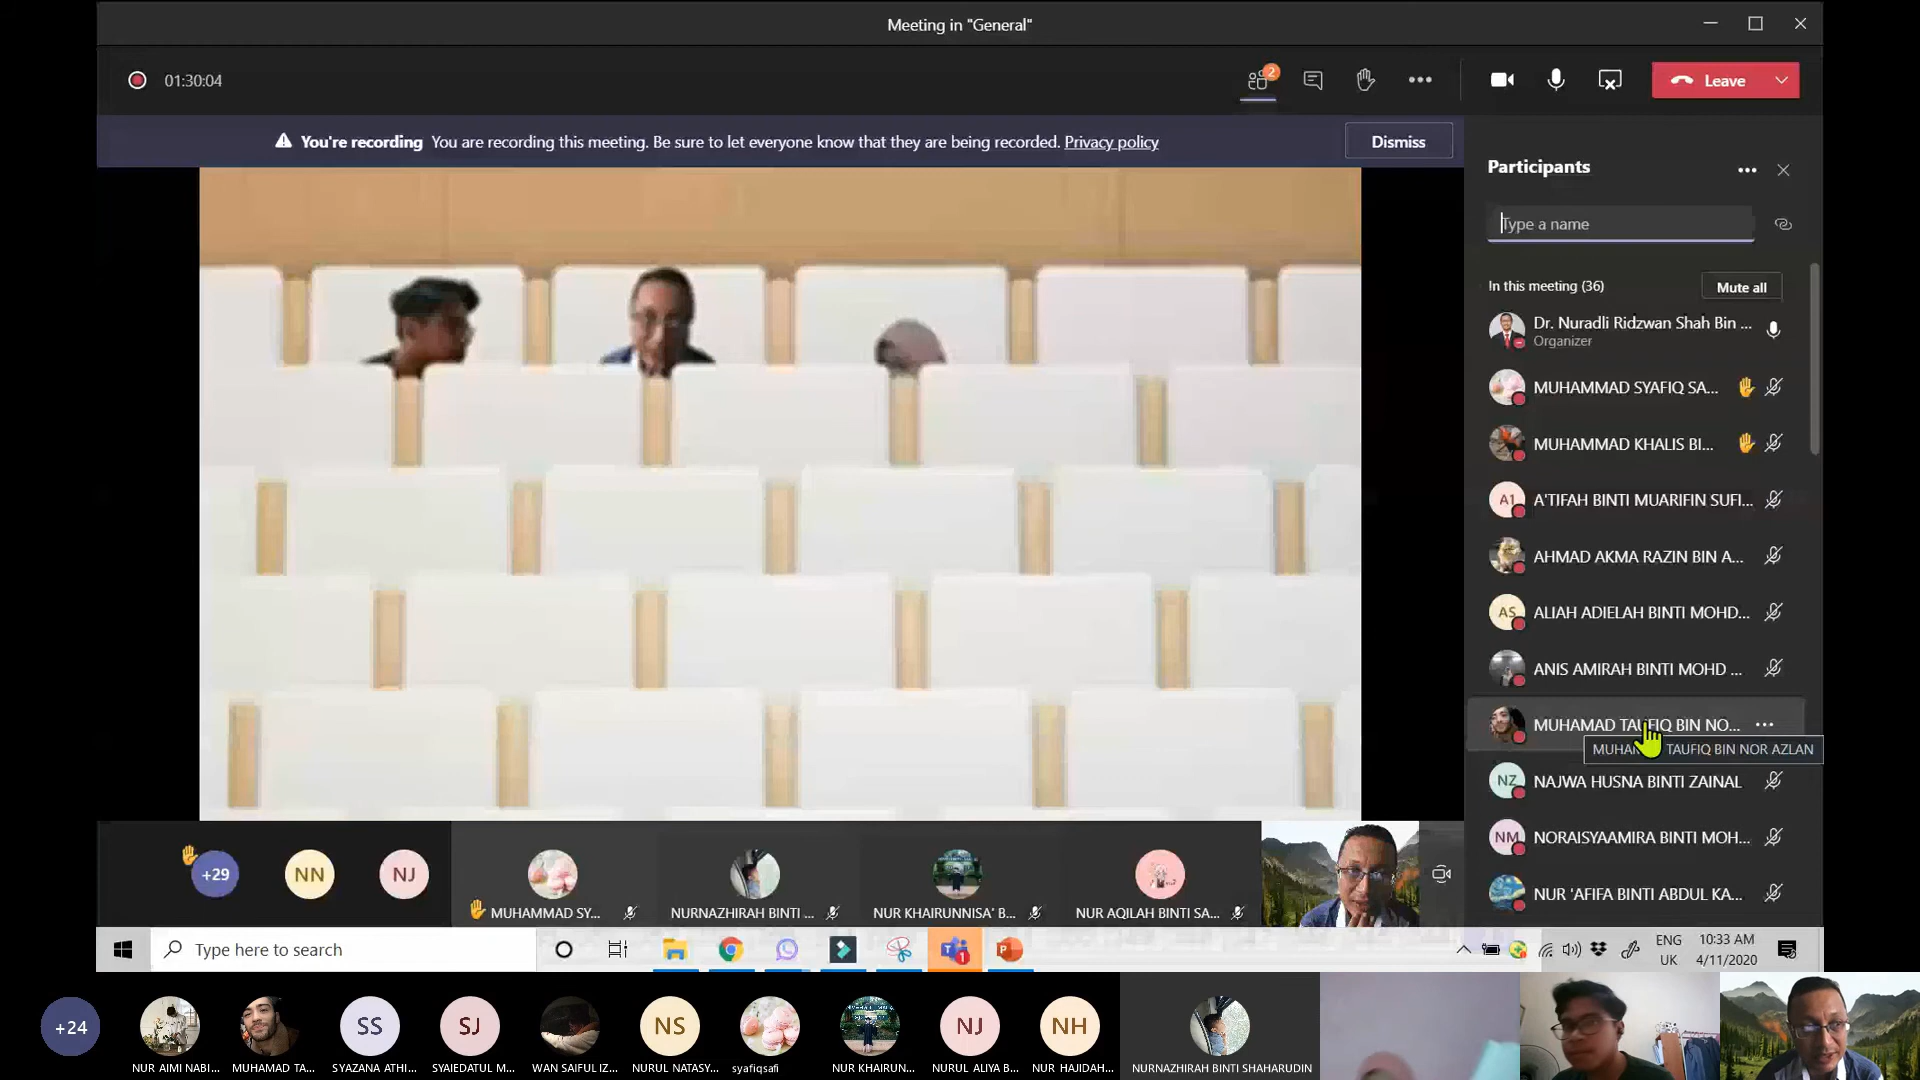 Meeting in "General"
01:30:04
2
Leave
You're recording You are recording this meeting. Be sure to let everyone know that they are being recorded. Privacy policy
Dismiss
Participants
Type a name
In this meeting (36)
Mute all
Dr. Nuradli Ridzwan Shah Bin ...
Organizer
MUHAMMAD SYAFIQ SA...
MUHAMMAD KHALIS BI...
A1
A'TIFAH BINTI MUARIFIN SUFI...
AHMAD AKMA RAZIN BIN A...
AS
ALIAH ADIELAH BINTI MOHD...
ANIS AMIRAH BINTI MOHD ...
MUHAMAD TAUFIQ BIN NO...
TAUFIQ BIN NOR AZLAN
NZ
NAJWA HUSNA BINTI ZAINAL
NM
NORAISYAAMIRA BINTI MOH...
NUR 'AFIFA BINTI ABDUL KA...
+29
NN
NJ
MUHAMMAD SY...
NURNAZHIRAH BINTI ...
NUR KHAIRUNNISA' B...
NUR AQILAH BINTI SA...
Type here to search
1
ENG
UK
10:33 AM
4/11/2020
+24
SS
SJ
NS
NJ
NH
NUR AIMI NABI...
MUHAMAD TA...
SYAZANA ATHI...
SYAIEDATUL M...
WAN SAIFUL IZ...
NURUL NATASY...
syafiqsafi
NUR KHAIRUN...
NURUL ALIYA B...
NUR HAJIDAH...
NURNAZHIRAH BINTI SHAHARUDIN